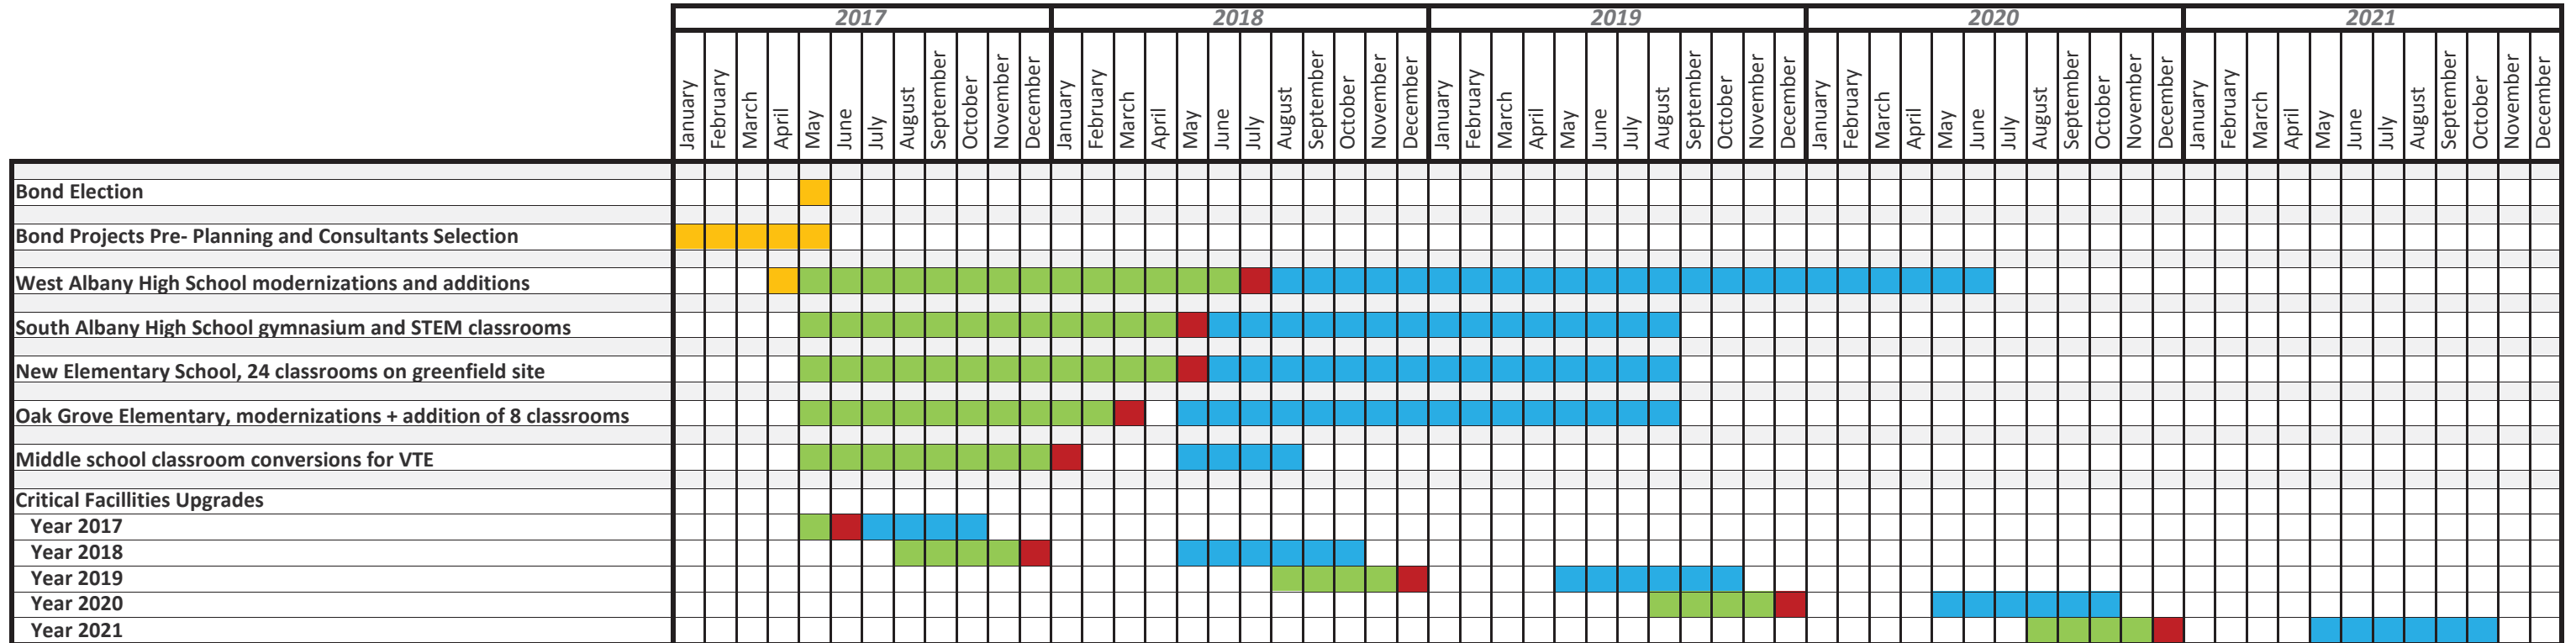 2017 2018 2019 2020 2021
January February March April May June July August September October November December January February March April May June July August September October November December January February March April May June July August September October November December January February March April May June July August September October November December January February March April May June July August September October November December
Bond Election
Bond Projects Pre- Planning and Consultants Selection
West Albany High School modernizations and additions
South Albany High School gymnasium and STEM classrooms
New Elementary School, 24 classrooms on greenfield site
Oak Grove Elementary, modernizations + addition of 8 classrooms
Middle school classroom conversions for VTE
Critical Facillities Upgrades
Year 2017
Year 2018
Year 2019
Year 2020
Year 2021